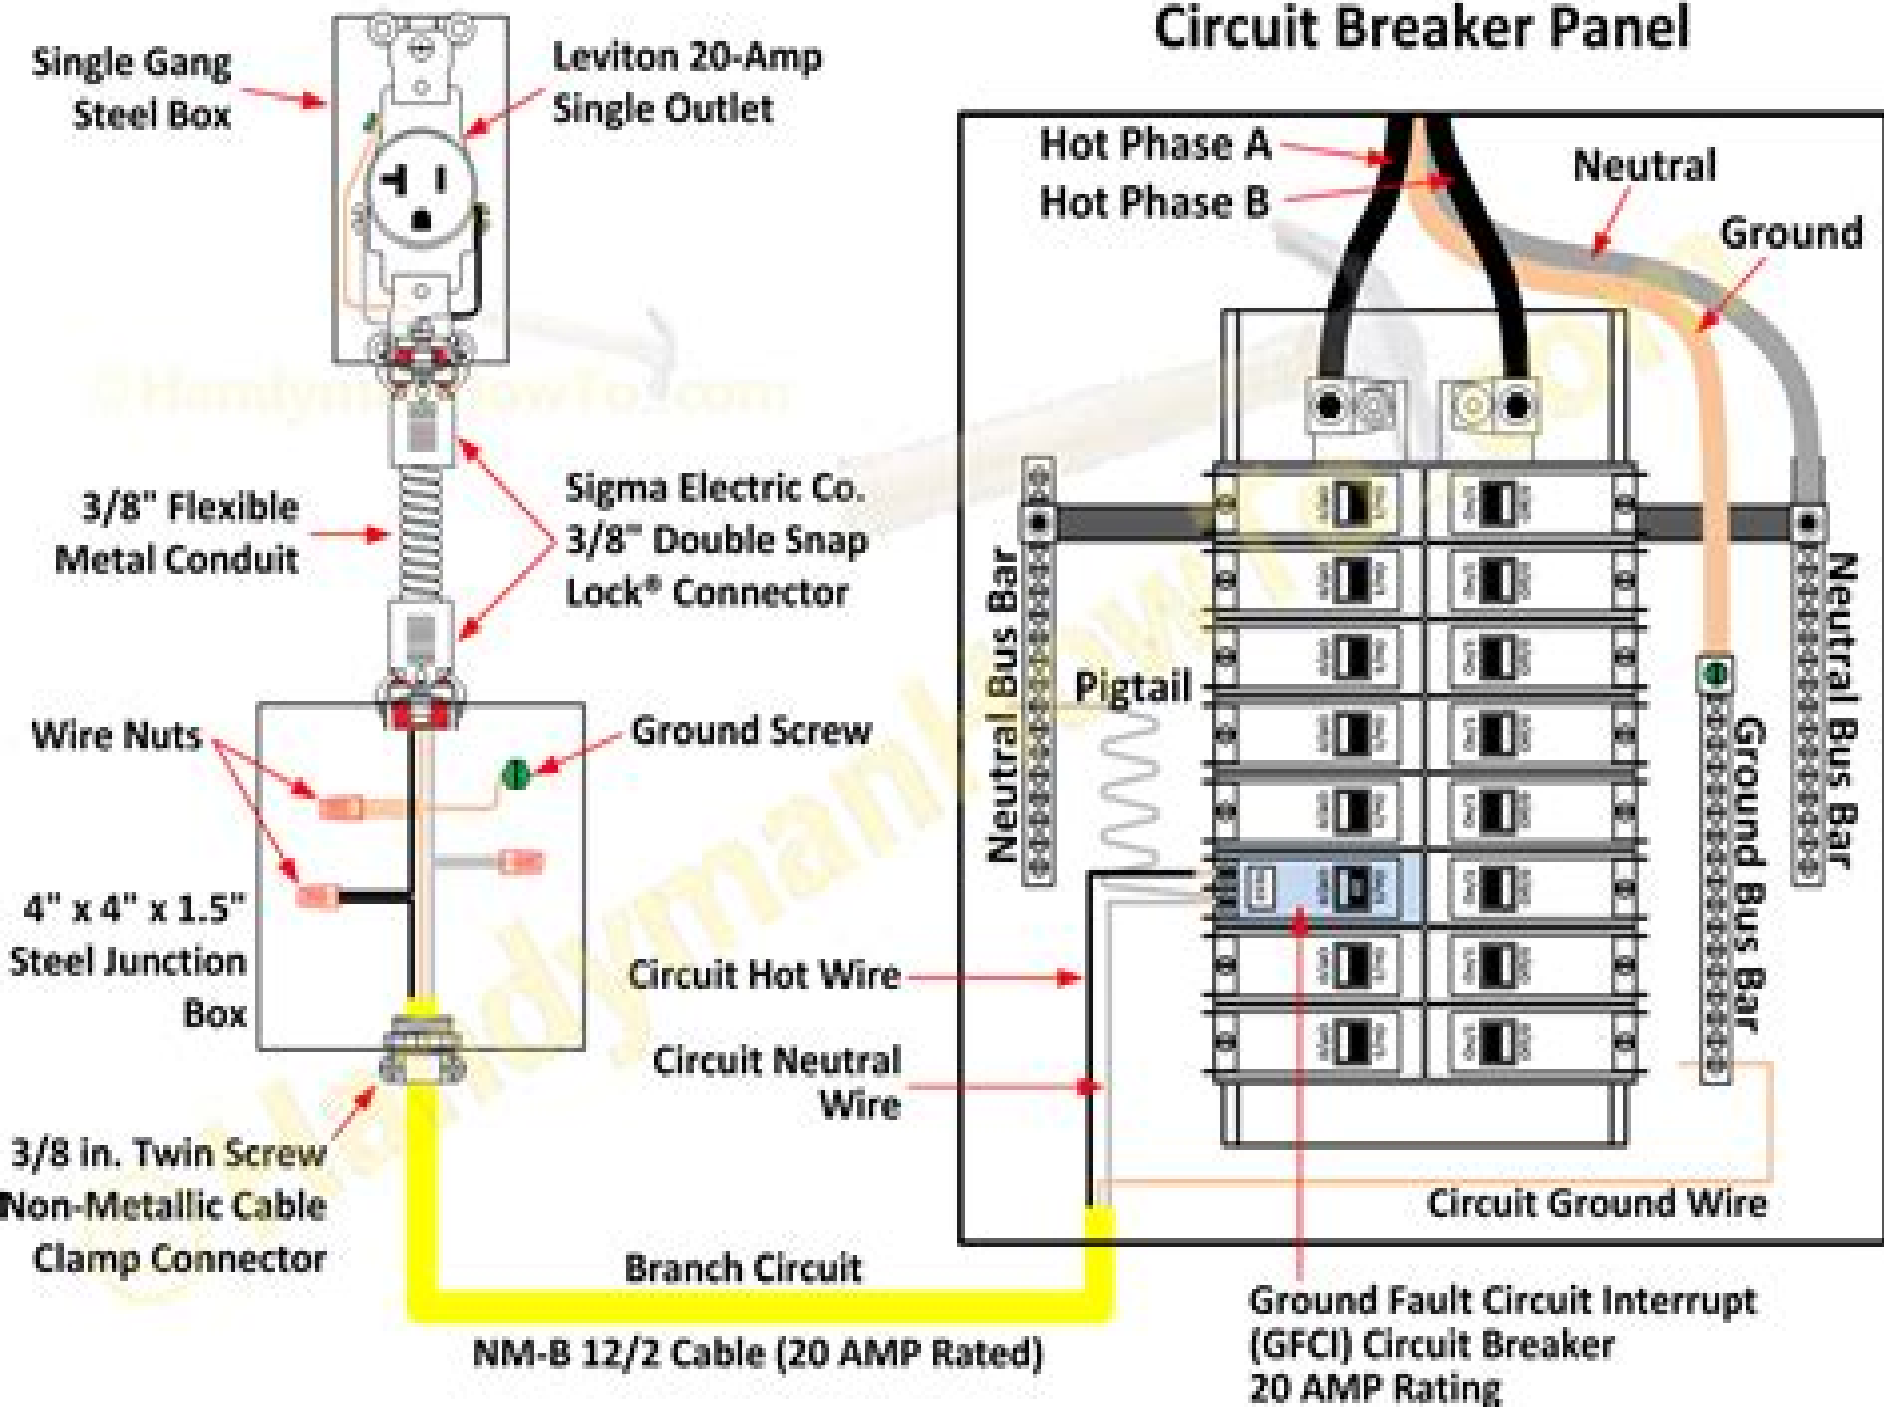 Circuit Breaker Panel
Single Gang
Steel Box
Leviton 20-Amp
Single Outlet
Hot Phase A
Hot Phase B
Neutral
Ground
3/8" Flexible
Metal Conduit
Sigma Electric Co.
3/8" Double Snap
Lock® Connector
Neutral Bus Bar
Pigtail
Neutral Bus Bar
Ground Bus Bar
Wire Nuts
Ground Screw
4" x 4" x 1.5"
Steel Junction
Box
Circuit Hot Wire
Circuit Neutral
Wire
3/8 in. Twin Screw
Non-Metallic Cable
Clamp Connector
Circuit Ground Wire
Branch Circuit
NM-B 12/2 Cable (20 AMP Rated)
Ground Fault Circuit Interrupt
(GFCI) Circuit Breaker
20 AMP Rating
©HandymanHowTo.com
©HandymanHowTo.com